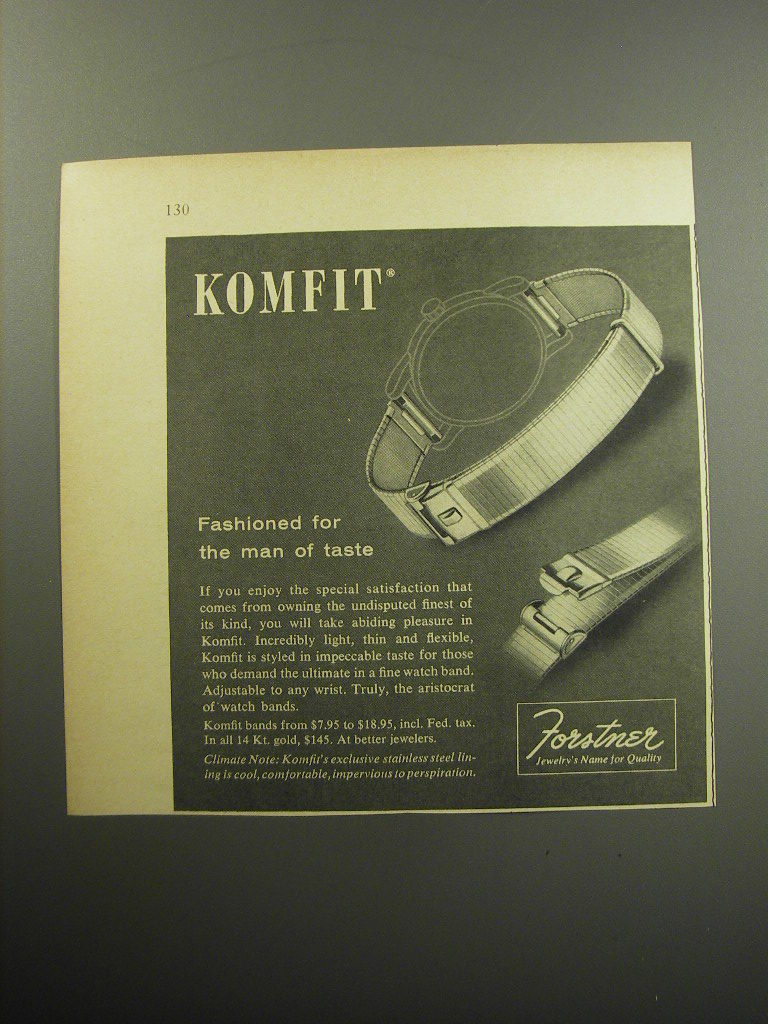 130
KOMFIT®
Fashioned for
the man of taste
If you enjoy the special satisfaction that
comes from owning the undisputed finest of
its kind, you will take abiding pleasure in
Komfit. Incredibly light, thin and flexible,
Komfit is styled in impeccable taste for those
who demand the ultimate in a fine watch band.
Adjustable to any wrist. Truly, the aristocrat
of watch bands.
Komfit bands from $7.95 to $18.95, incl. Fed. tax.
In all 14 Kt. gold, $145. At better jewelers.
Climate Note: Komfit's exclusive stainless steel lin-
ing is cool, comfortable, impervious to perspiration.
Forstner
Jewelry's Name for Quality